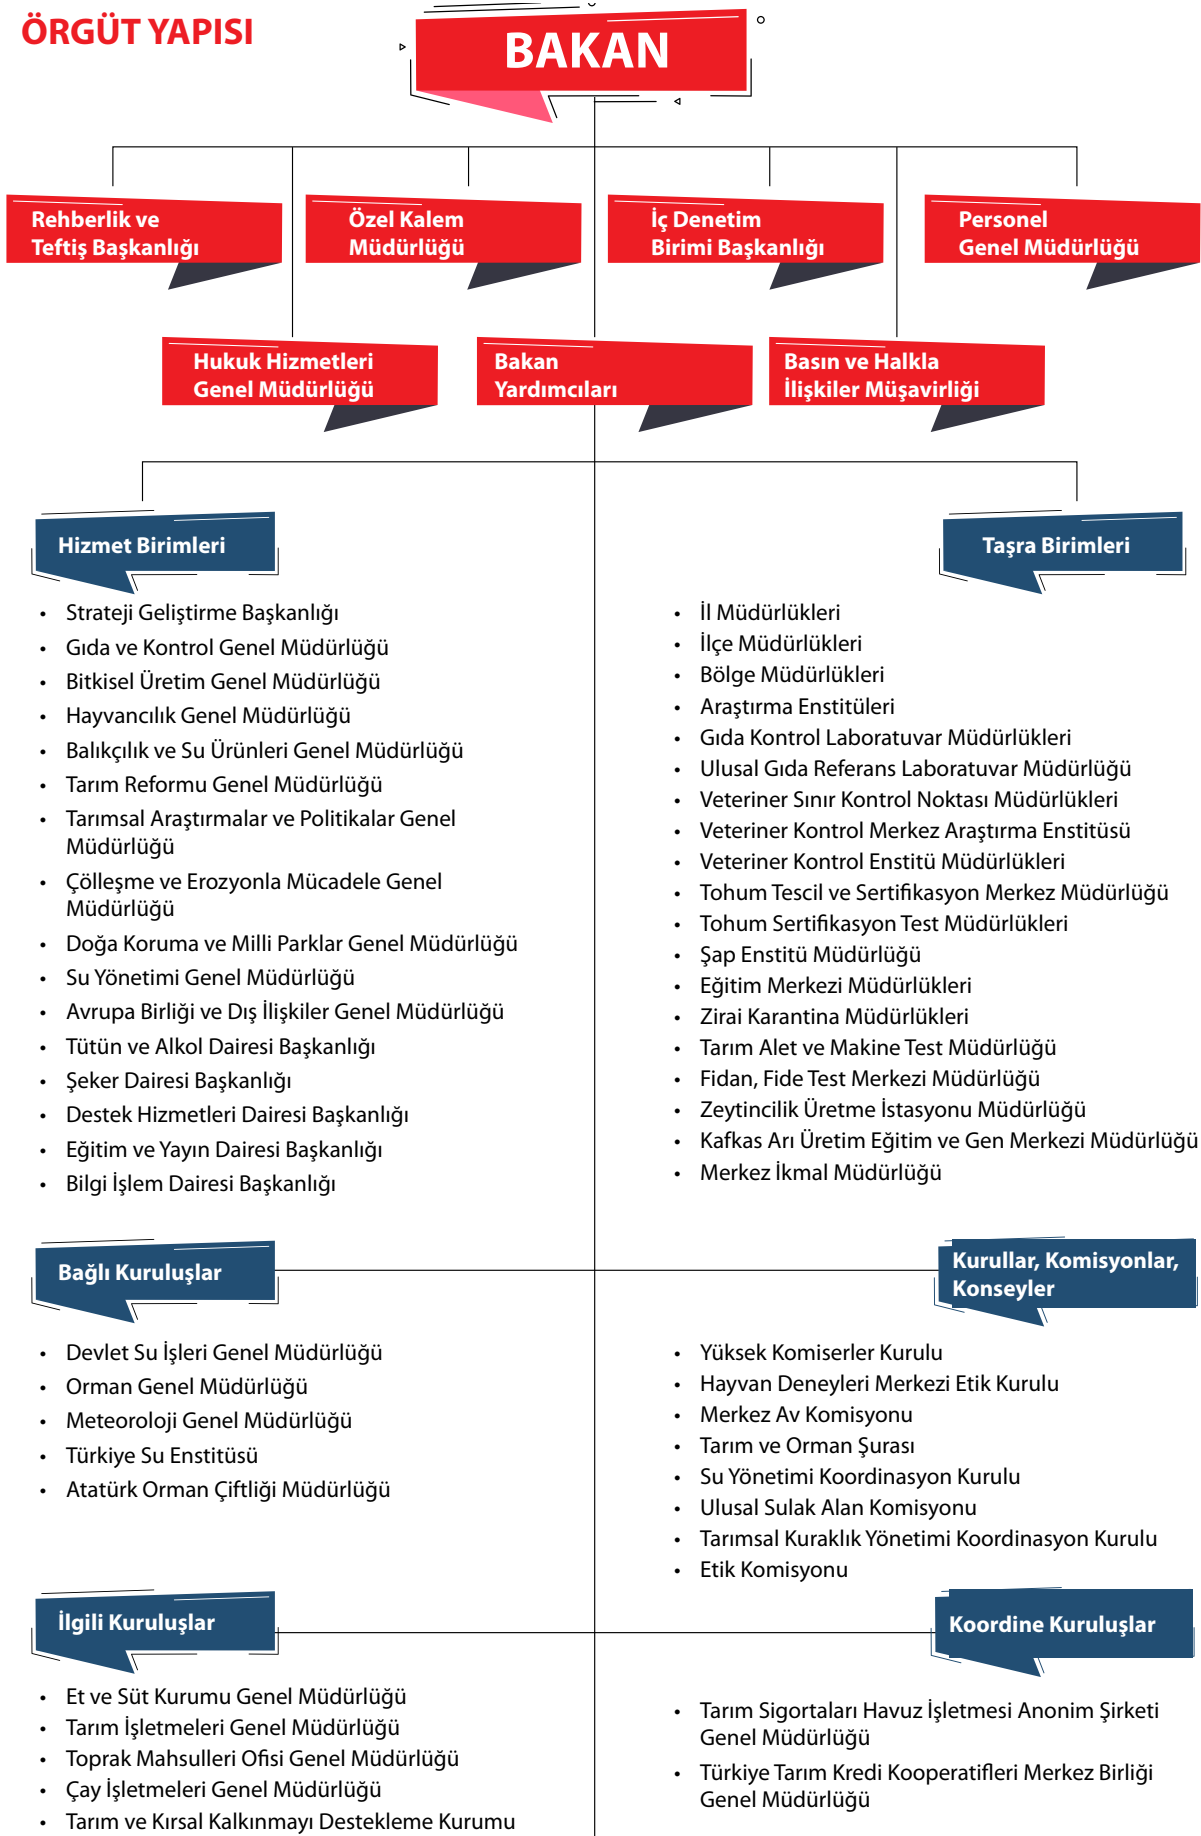 ÖRGÜT YAPISI
BAKAN
Rehberlik ve
Teftiş Başkanlığı
Özel Kalem
Müdürlüğü
İç Denetim
Birimi Başkanlığı
Personel
Genel Müdürlüğü
Hukuk Hizmetleri
Genel Müdürlüğü
Bakan
Yardımcıları
Basın ve Halkla
İlişkiler Müşavirliği
Hizmet Birimleri
• Strateji Geliştirme Başkanlığı
• Gıda ve Kontrol Genel Müdürlüğü
• Bitkisel Üretim Genel Müdürlüğü
• Hayvancılık Genel Müdürlüğü
• Balıkçılık ve Su Ürünleri Genel Müdürlüğü
• Tarım Reformu Genel Müdürlüğü
• Tarımsal Araştırmalar ve Politikalar Genel
Müdürlüğü
• Çölleşme ve Erozyonla Mücadele Genel
Müdürlüğü
• Doğa Koruma ve Milli Parklar Genel Müdürlüğü
• Su Yönetimi Genel Müdürlüğü
• Avrupa Birliği ve Dış İlişkiler Genel Müdürlüğü
• Tütün ve Alkol Dairesi Başkanlığı
• Şeker Dairesi Başkanlığı
• Destek Hizmetleri Dairesi Başkanlığı
• Eğitim ve Yayın Dairesi Başkanlığı
• Bilgi İşlem Dairesi Başkanlığı
Taşra Birimleri
• İl Müdürlükleri
• İlçe Müdürlükleri
• Bölge Müdürlükleri
• Araştırma Enstitüleri
• Gıda Kontrol Laboratuvar Müdürlükleri
• Ulusal Gıda Referans Laboratuvar Müdürlüğü
• Veteriner Sınır Kontrol Noktası Müdürlükleri
• Veteriner Kontrol Merkez Araştırma Enstitüsü
• Veteriner Kontrol Enstitü Müdürlükleri
• Tohum Tescil ve Sertifikasyon Merkez Müdürlüğü
• Tohum Sertifikasyon Test Müdürlükleri
• Şap Enstitü Müdürlüğü
• Eğitim Merkezi Müdürlükleri
• Zirai Karantina Müdürlükleri
• Tarım Alet ve Makine Test Müdürlüğü
• Fidan, Fide Test Merkezi Müdürlüğü
• Zeytincilik Üretme İstasyonu Müdürlüğü
• Kafkas Arı Üretim Eğitim ve Gen Merkezi Müdürlüğü
• Merkez İkmal Müdürlüğü
Bağlı Kuruluşlar
• Devlet Su İşleri Genel Müdürlüğü
• Orman Genel Müdürlüğü
• Meteoroloji Genel Müdürlüğü
• Türkiye Su Enstitüsü
• Atatürk Orman Çiftliği Müdürlüğü
Kurullar, Komisyonlar,
Konseyler
• Yüksek Komiserler Kurulu
• Hayvan Deneyleri Merkezi Etik Kurulu
• Merkez Av Komisyonu
• Tarım ve Orman Şurası
• Su Yönetimi Koordinasyon Kurulu
• Ulusal Sulak Alan Komisyonu
• Tarımsal Kuraklık Yönetimi Koordinasyon Kurulu
• Etik Komisyonu
İlgili Kuruluşlar
• Et ve Süt Kurumu Genel Müdürlüğü
• Tarım İşletmeleri Genel Müdürlüğü
• Toprak Mahsulleri Ofisi Genel Müdürlüğü
• Çay İşletmeleri Genel Müdürlüğü
• Tarım ve Kırsal Kalkınmayı Destekleme Kurumu
Koordine Kuruluşlar
• Tarım Sigortaları Havuz İşletmesi Anonim Şirketi
Genel Müdürlüğü
• Türkiye Tarım Kredi Kooperatifleri Merkez Birliği
Genel Müdürlüğü